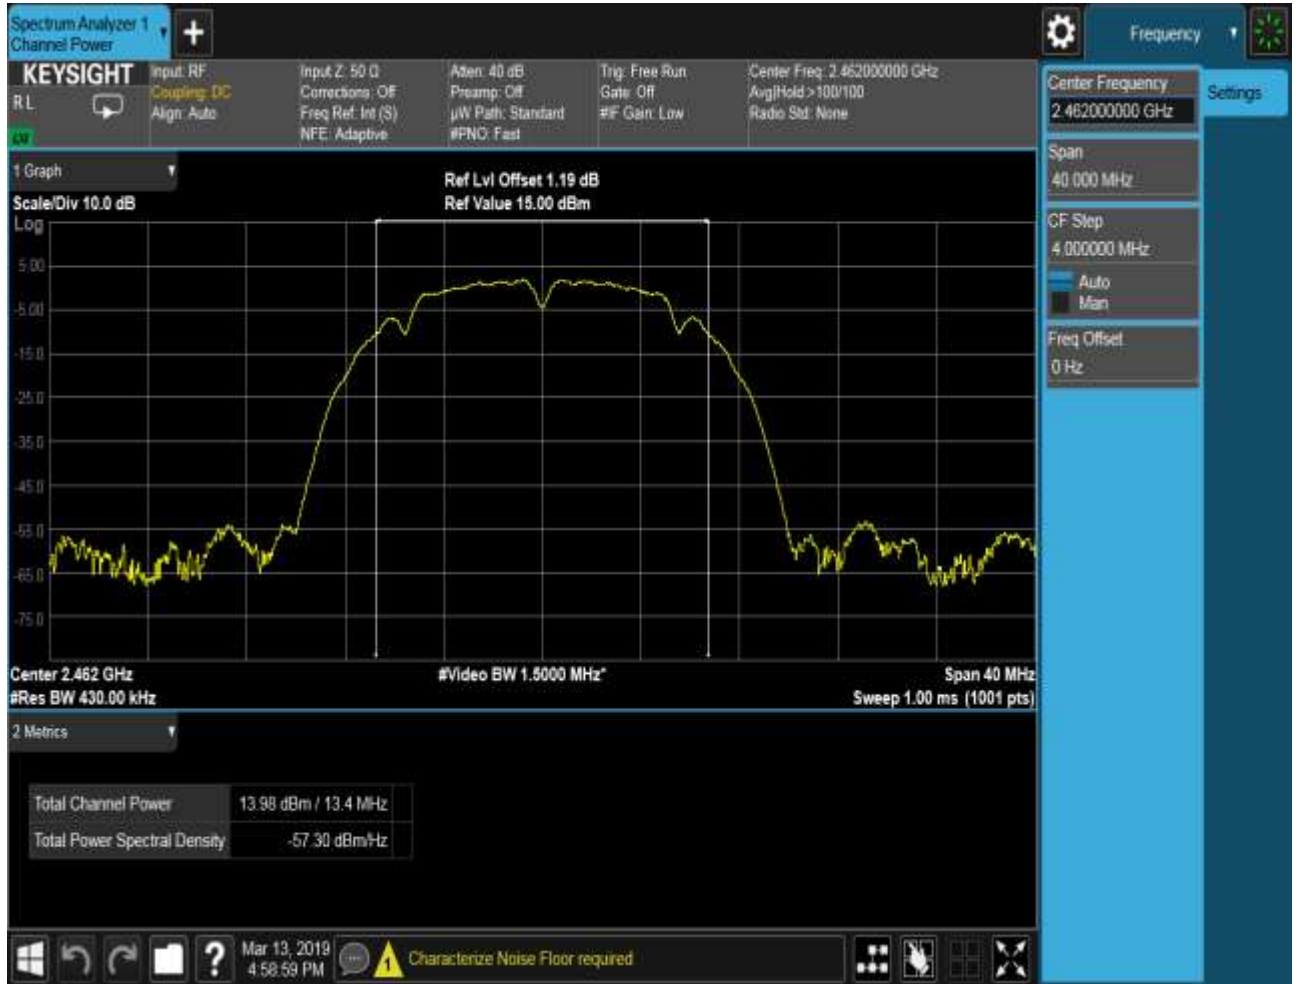 Spectrum Analyzer 1
Channel Power
+
Frequency
KEYSIGHT
RL
Input: RF
Coupling: DC
Align: Auto
Input Z: 50 Ω
Corrections: Off
Freq Ref: Int (S)
NFE: Adaptive
Atten: 40 dB
Preamp: Off
µW Path: Standard
#PNO: Fast
Trig: Free Run
Gate: Off
#IF Gain: Low
Center Freq: 2.462000000 GHz
Avg|Hold:>100/100
Radio Std: None
Center Frequency
2.462000000 GHz
Settings
Span
40.000 MHz
CF Step
4.000000 MHz
Auto
Man
Freq Offset
0 Hz
1 Graph
Ref Lvl Offset 1.19 dB
Scale/Div 10.0 dB
Ref Value 15.00 dBm
Log
5.00
-5.00
-15.0
-25.0
-35.0
-45.0
-55.0
-65.0
-75.0
Center 2.462 GHz
#Video BW 1.5000 MHz*
Span 40 MHz
#Res BW 430.00 kHz
Sweep 1.00 ms (1001 pts)
2 Metrics
Total Channel Power 13.98 dBm / 13.4 MHz
Total Power Spectral Density -57.30 dBm/Hz
?
Mar 13, 2019
4:58:59 PM
1
Characterize Noise Floor required